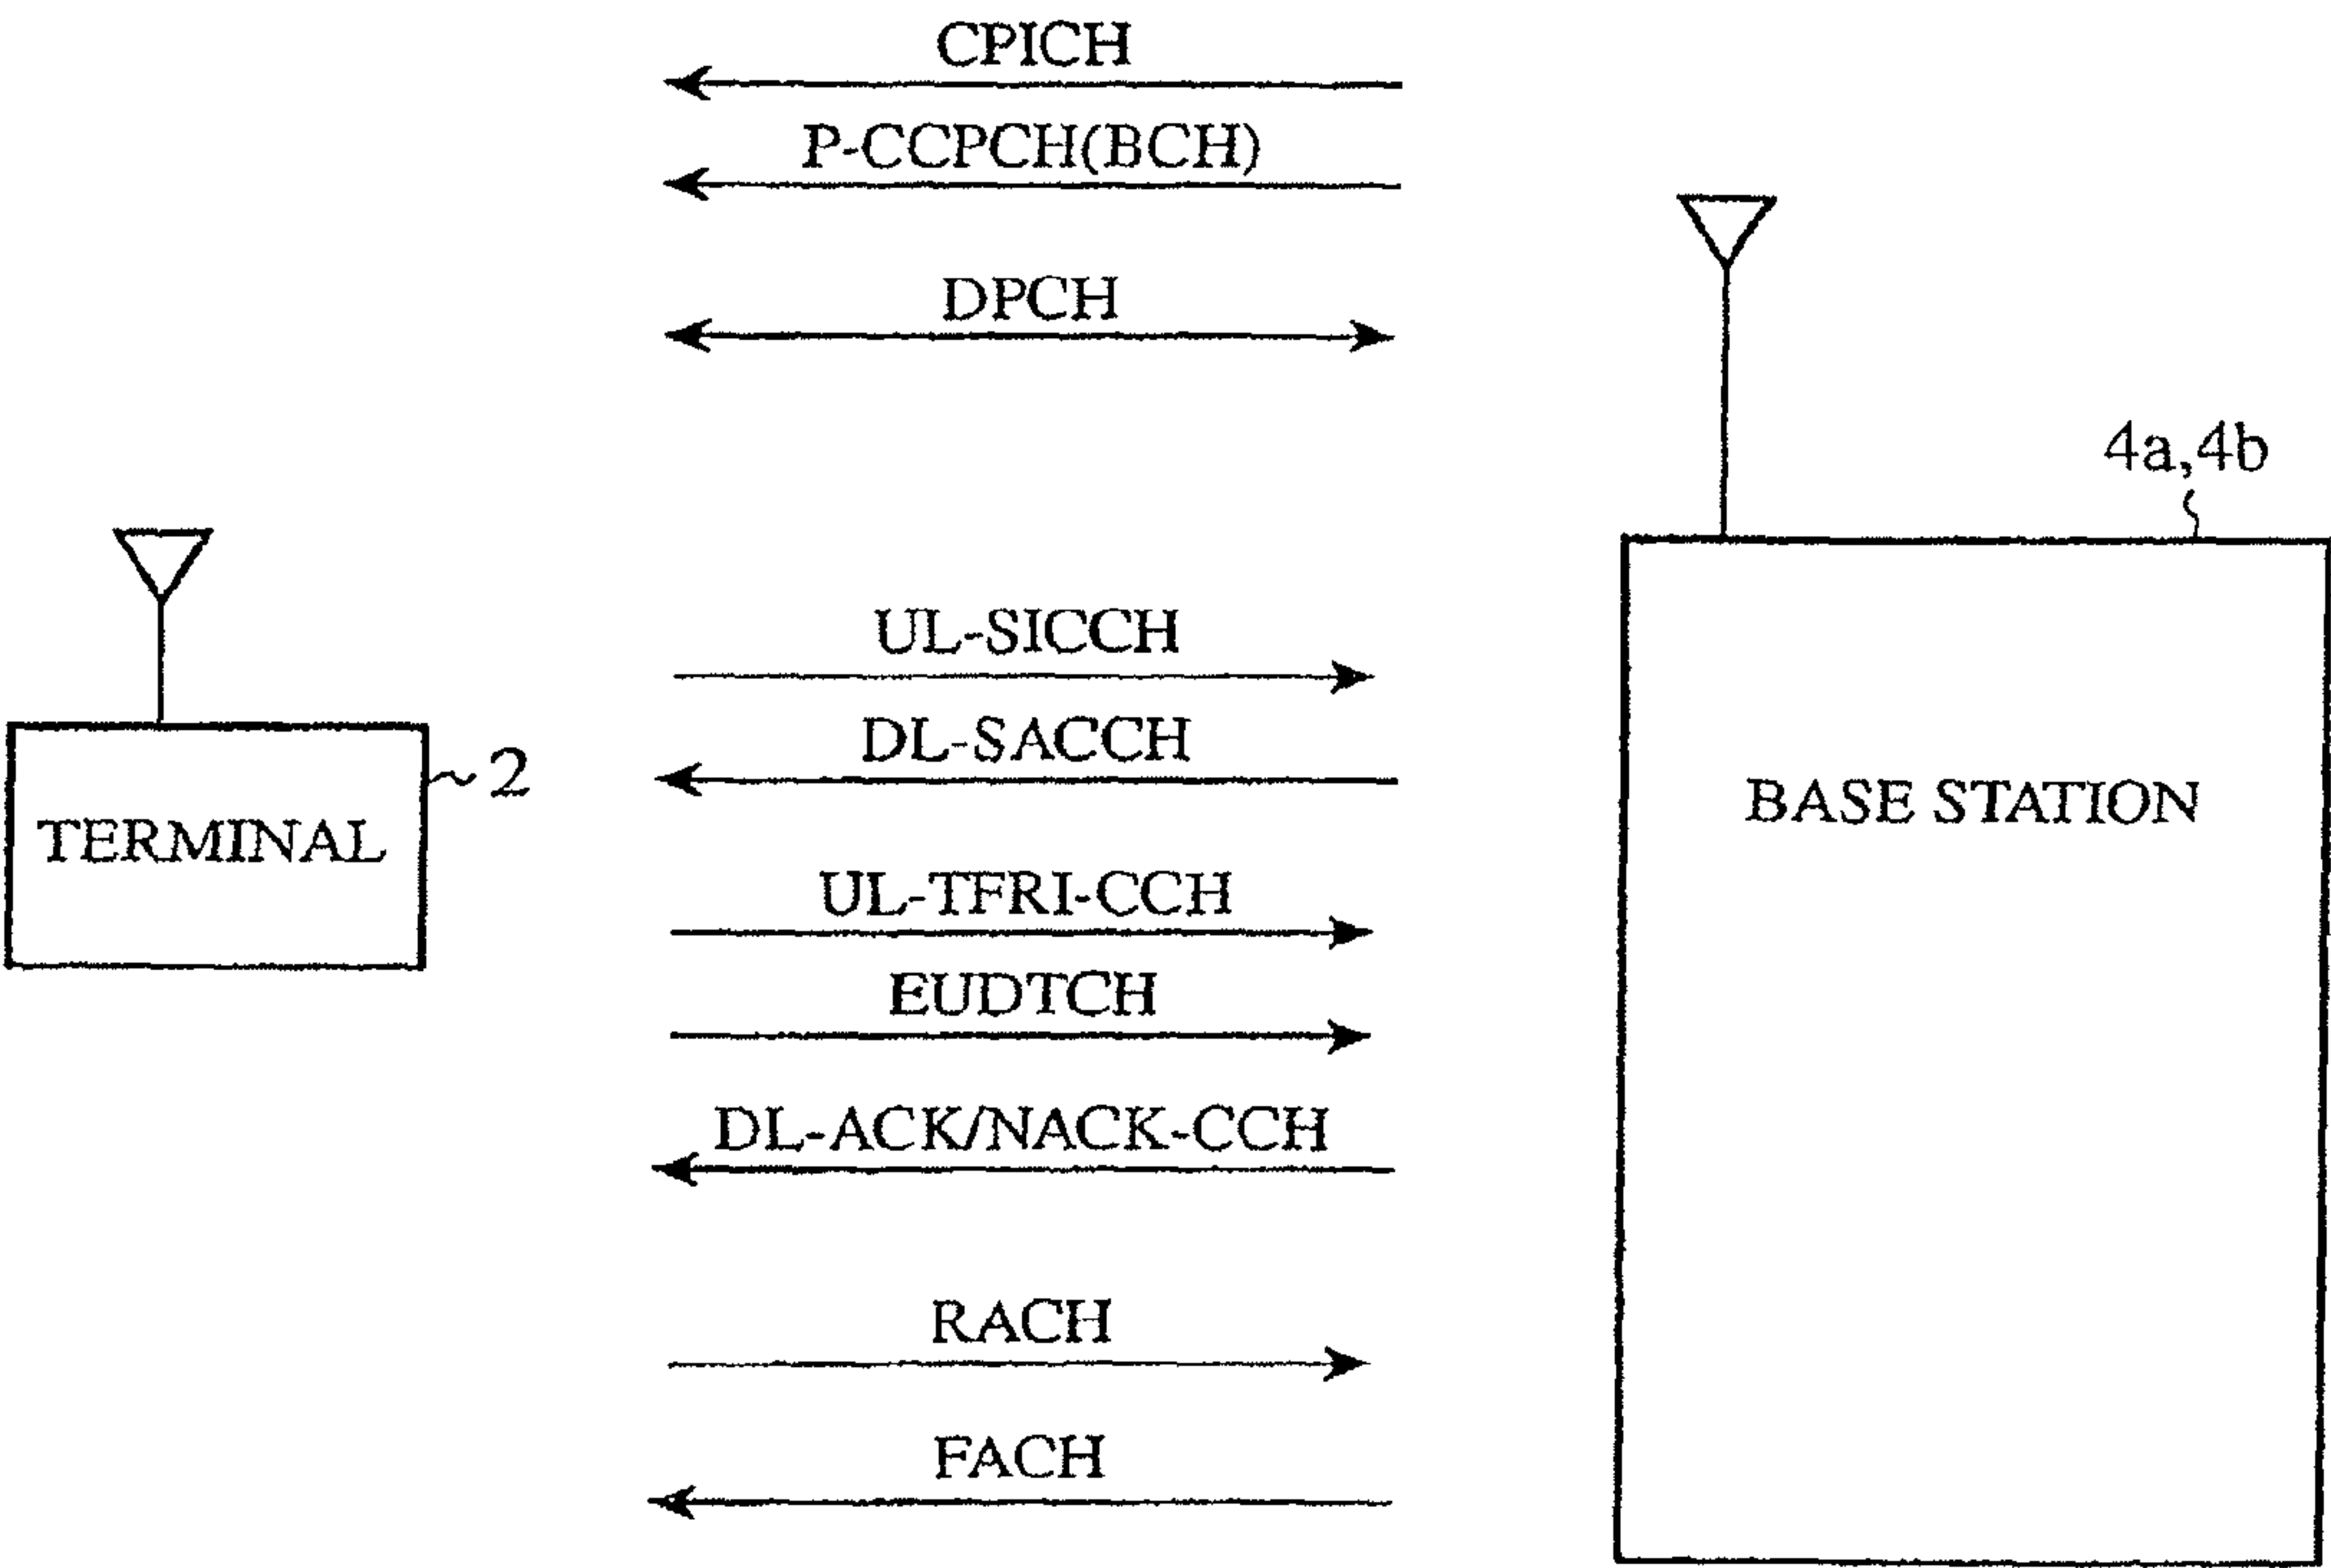 CPICH
P-CCPCH(BCH)
DPCH
4a,4b
UL-SICCH
DL-SACCH
2
TERMINAL
BASE STATION
UL-TFRI-CCH
EUDTCH
DL-ACK/NACK-CCH
RACH
FACH